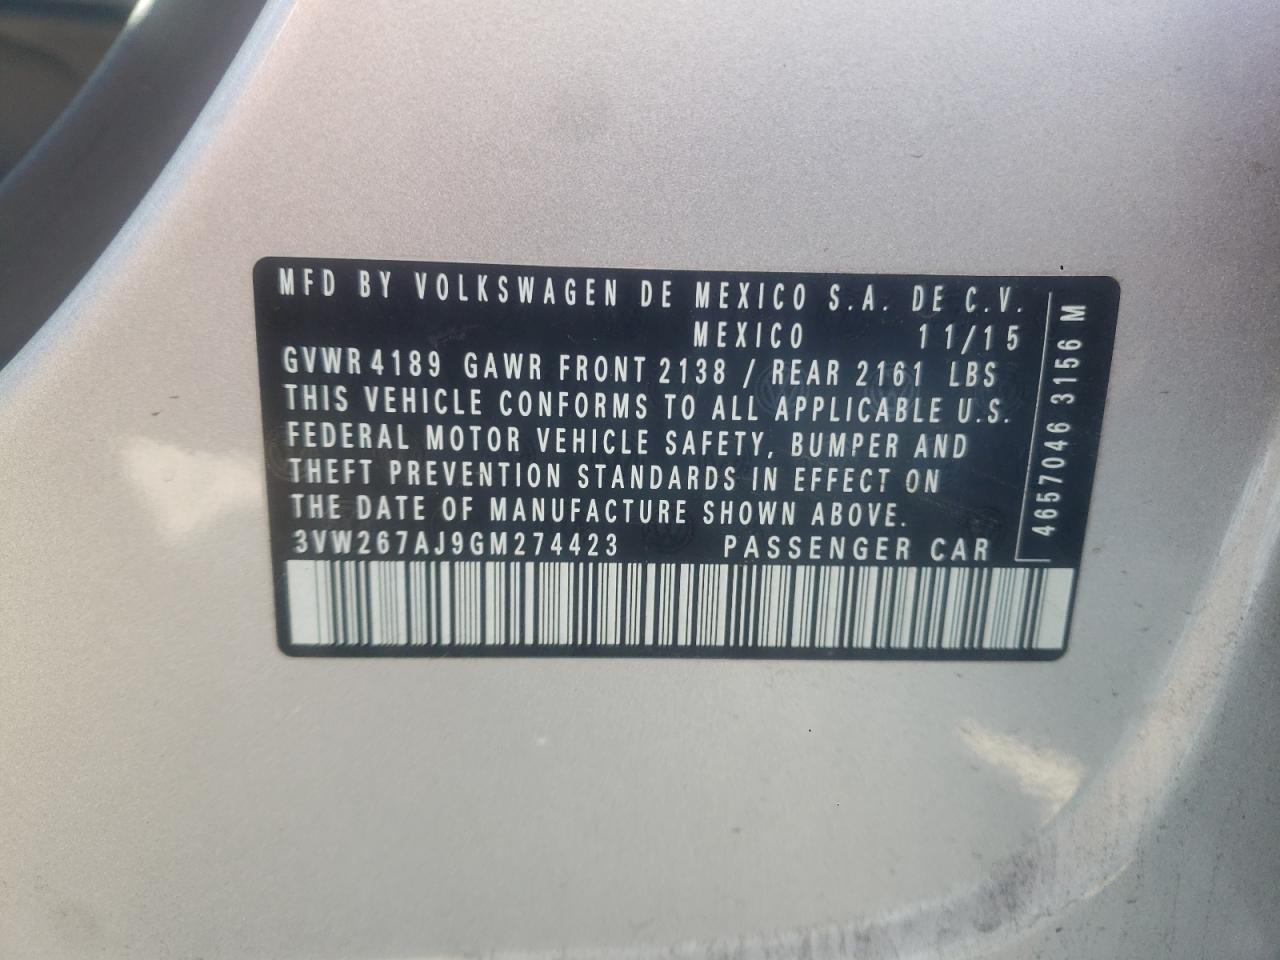 MFD BY VOLKSWAGEN DE MEXICO S.A. DE C.V.
MEXICO 11/15
GVWR 4189 GAWR FRONT 2138 / REAR 2161 LBS
THIS VEHICLE CONFORMS TO ALL APPLICABLE U.S.
FEDERAL MOTOR VEHICLE SAFETY, BUMPER AND
THEFT PREVENTION STANDARDS IN EFFECT ON
THE DATE OF MANUFACTURE SHOWN ABOVE.
3VW267AJ9GM274423 PASSENGER CAR
4657046 3156 M